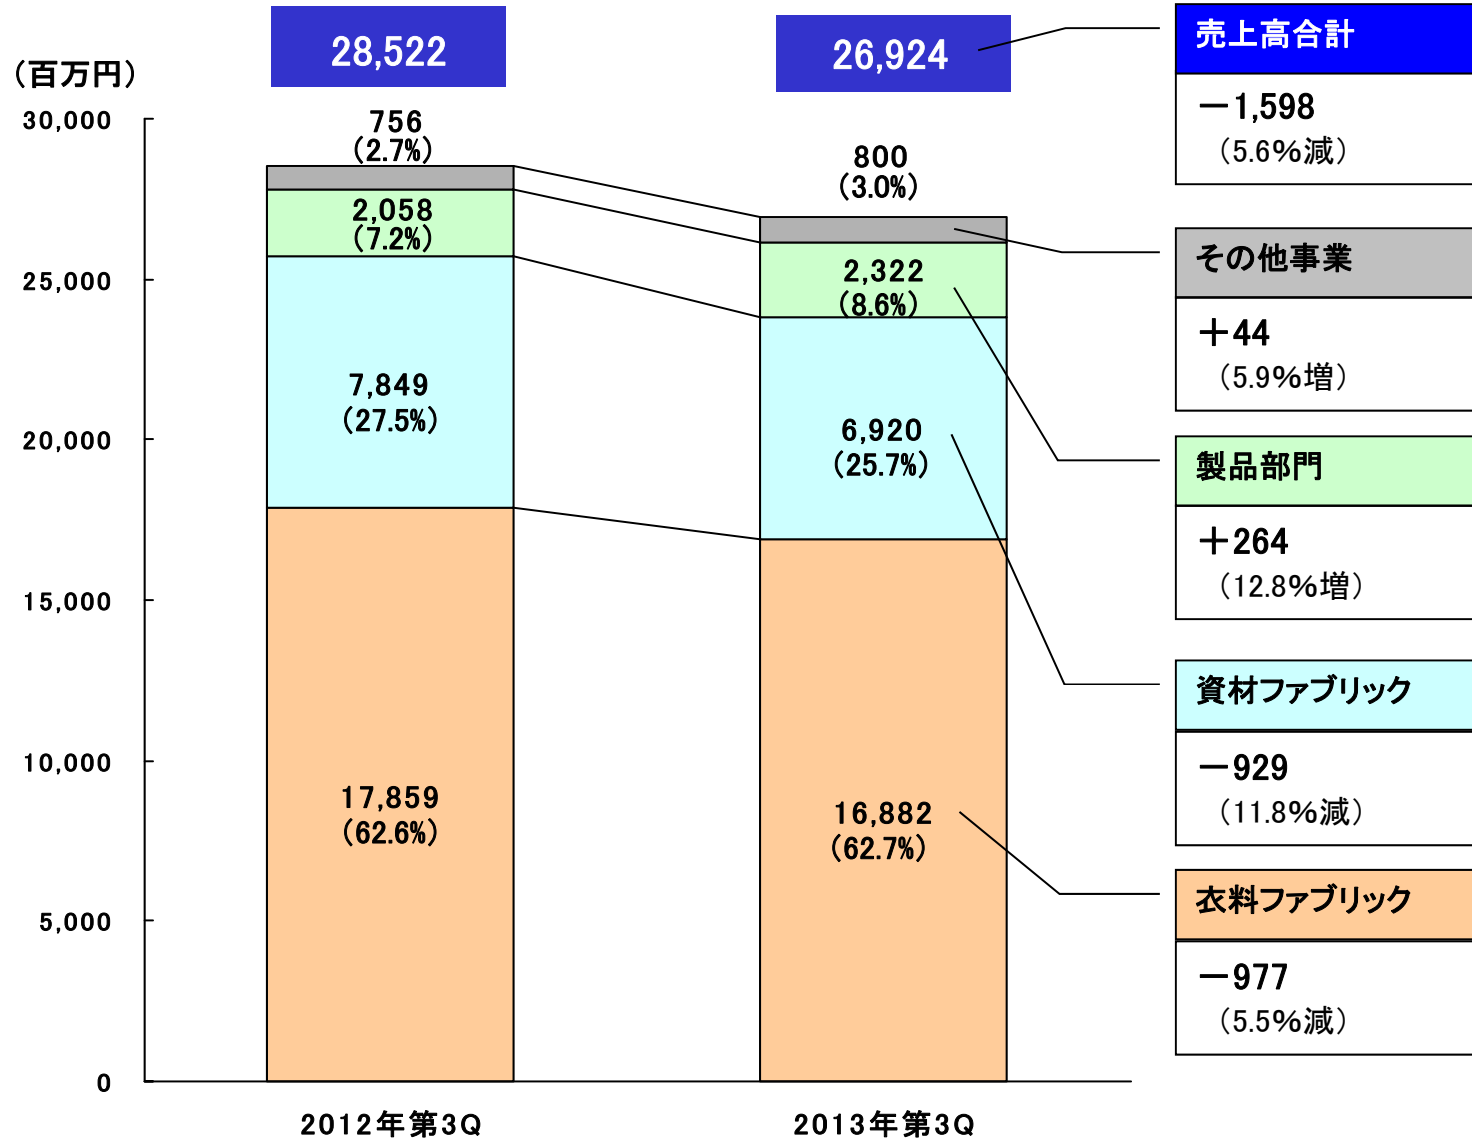 28,522
26,924
(百万円)
30,000
25,000
20,000
15,000
10,000
5,000
0
756
(2.7%)
2,058
(7.2%)
7,849
(27.5%)
17,859
(62.6%)
800
(3.0%)
2,322
(8.6%)
6,920
(25.7%)
16,882
(62.7%)
2012年第3Q
2013年第3Q
売上高合計
－1,598
（5.6%減）
その他事業
＋44
（5.9%増）
製品部門
＋264
（12.8%増）
資材ファブリック
－929
（11.8%減）
衣料ファブリック
－977
（5.5%減）